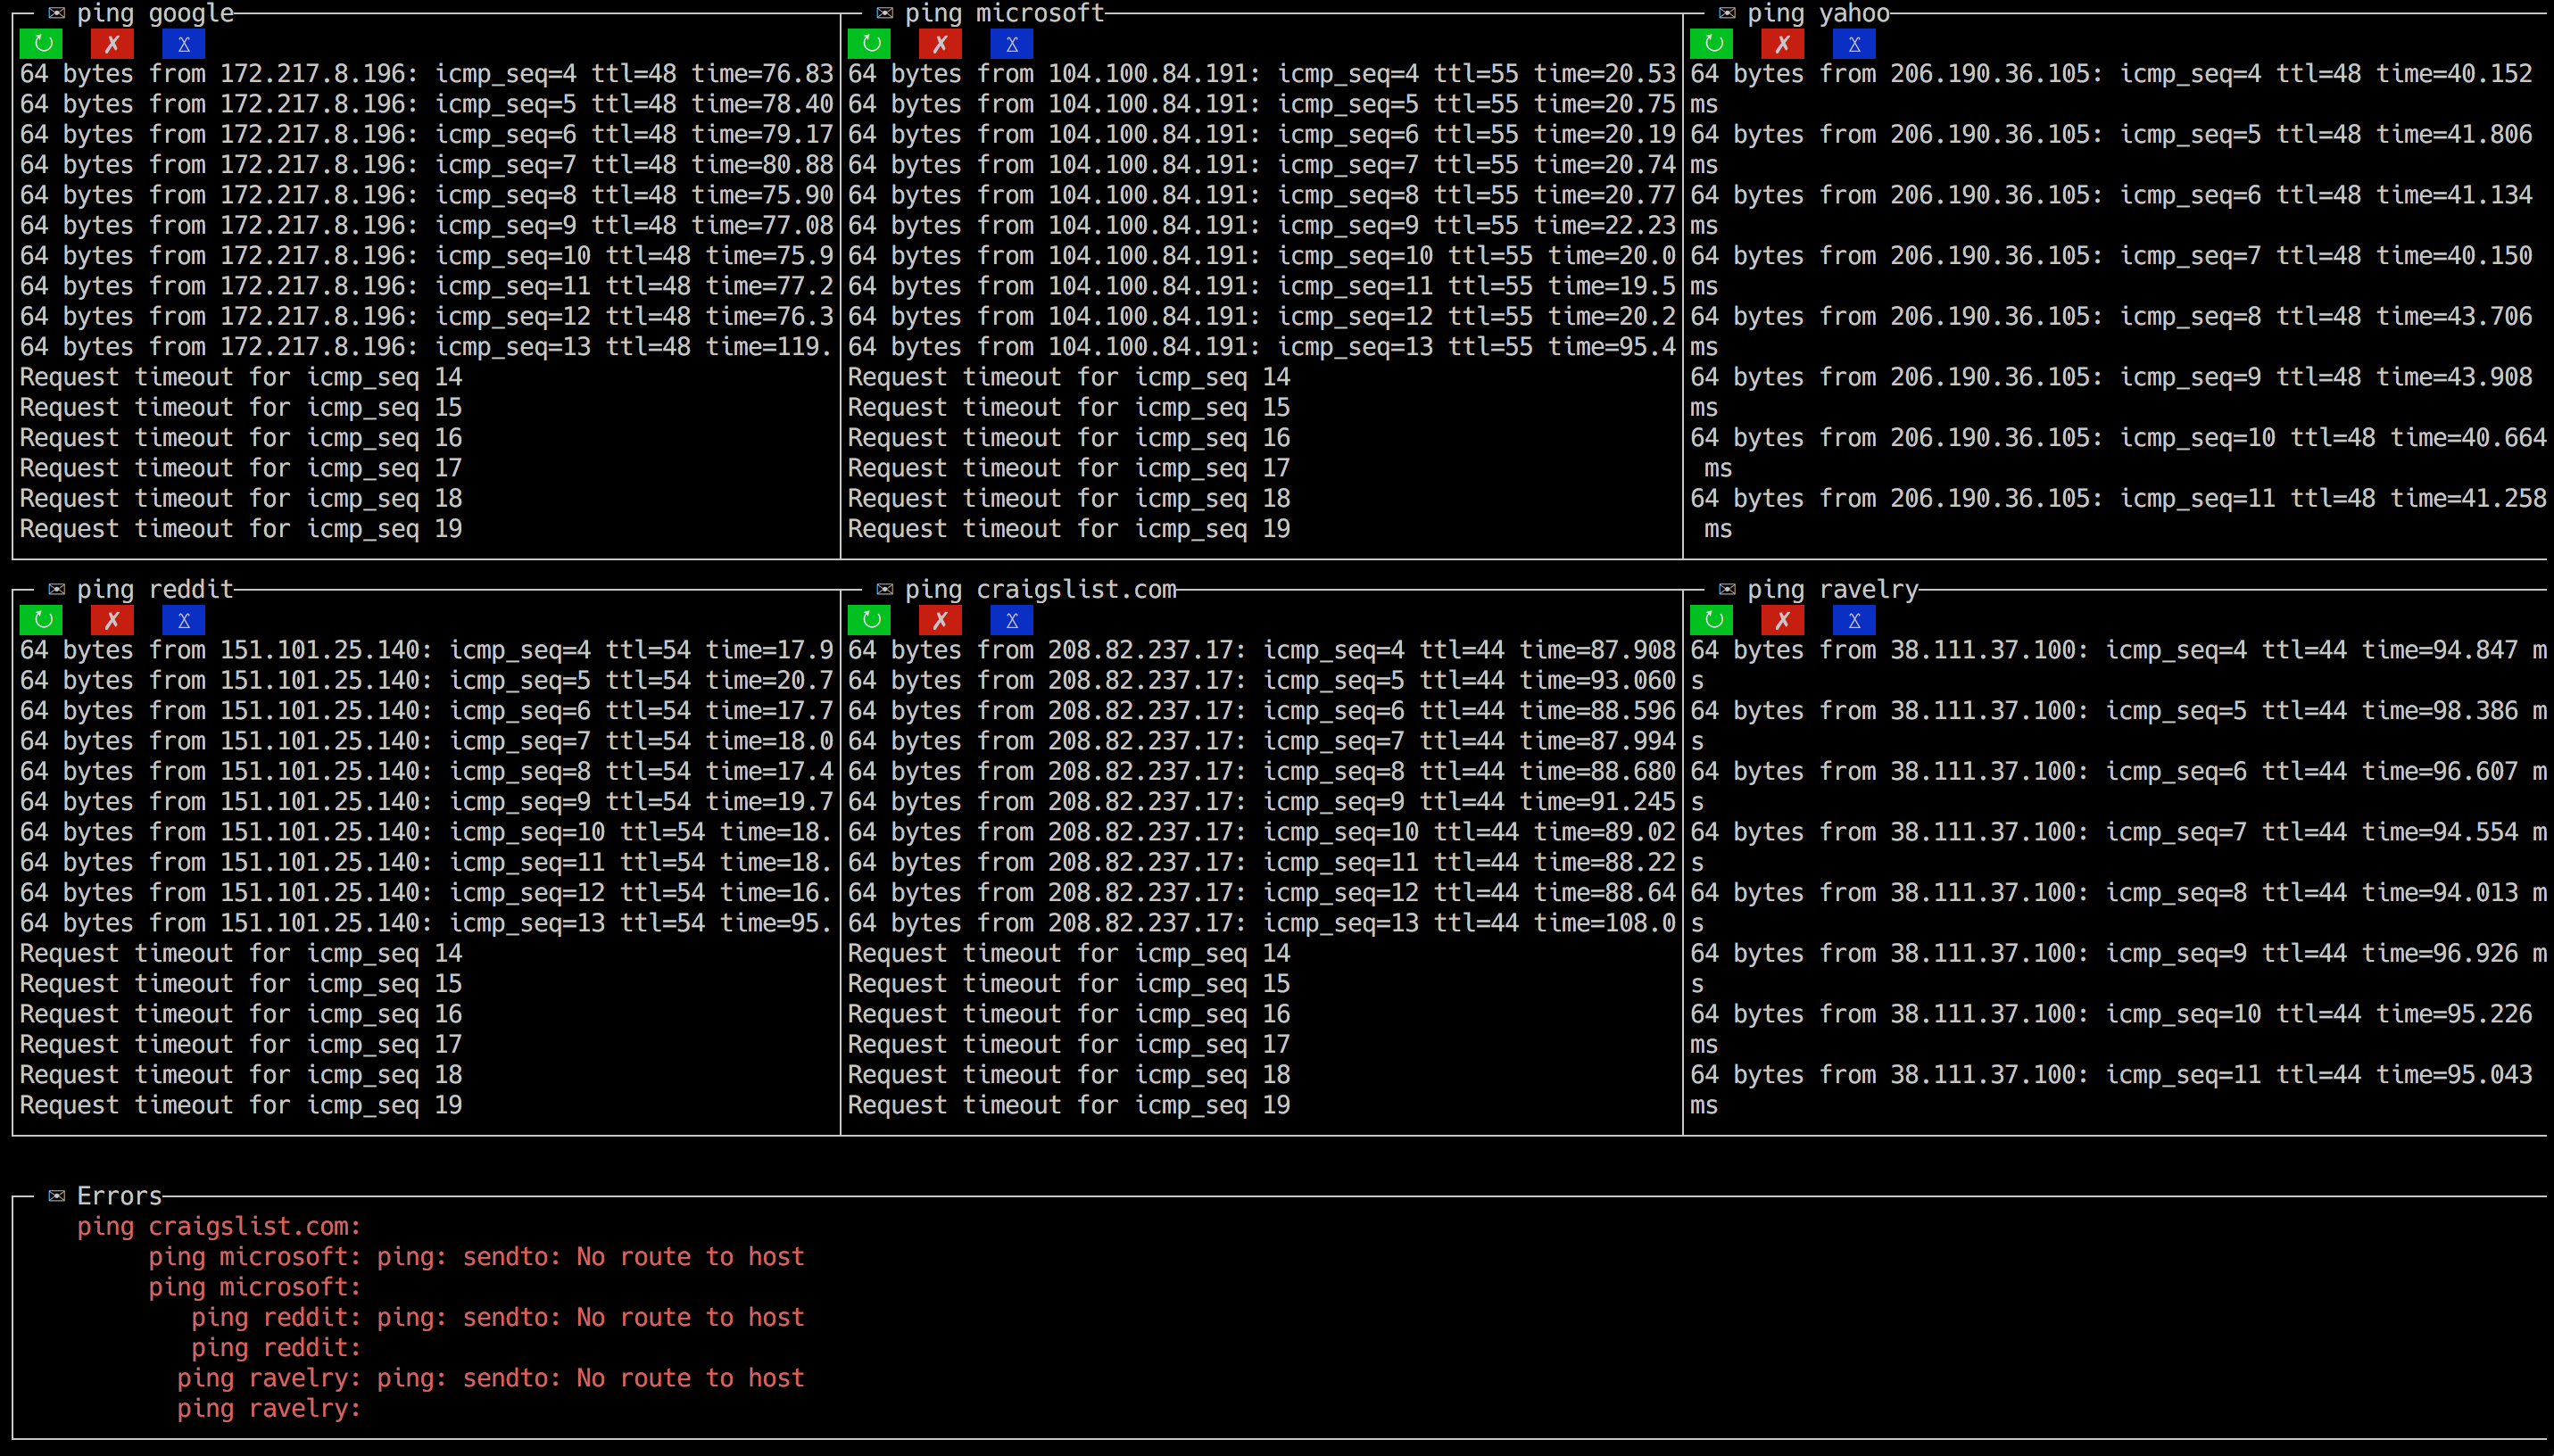 ✉ ping google
↻ ✗ ⴳ
64 bytes from 172.217.8.196: icmp_seq=4 ttl=48 time=76.83
64 bytes from 172.217.8.196: icmp_seq=5 ttl=48 time=78.40
64 bytes from 172.217.8.196: icmp_seq=6 ttl=48 time=79.17
64 bytes from 172.217.8.196: icmp_seq=7 ttl=48 time=80.88
64 bytes from 172.217.8.196: icmp_seq=8 ttl=48 time=75.90
64 bytes from 172.217.8.196: icmp_seq=9 ttl=48 time=77.08
64 bytes from 172.217.8.196: icmp_seq=10 ttl=48 time=75.9
64 bytes from 172.217.8.196: icmp_seq=11 ttl=48 time=77.2
64 bytes from 172.217.8.196: icmp_seq=12 ttl=48 time=76.3
64 bytes from 172.217.8.196: icmp_seq=13 ttl=48 time=119.
Request timeout for icmp_seq 14
Request timeout for icmp_seq 15
Request timeout for icmp_seq 16
Request timeout for icmp_seq 17
Request timeout for icmp_seq 18
Request timeout for icmp_seq 19
✉ ping microsoft
64 bytes from 104.100.84.191: icmp_seq=4 ttl=55 time=20.53
64 bytes from 104.100.84.191: icmp_seq=5 ttl=55 time=20.75
64 bytes from 104.100.84.191: icmp_seq=6 ttl=55 time=20.19
64 bytes from 104.100.84.191: icmp_seq=7 ttl=55 time=20.74
64 bytes from 104.100.84.191: icmp_seq=8 ttl=55 time=20.77
64 bytes from 104.100.84.191: icmp_seq=9 ttl=55 time=22.23
64 bytes from 104.100.84.191: icmp_seq=10 ttl=55 time=20.0
64 bytes from 104.100.84.191: icmp_seq=11 ttl=55 time=19.5
64 bytes from 104.100.84.191: icmp_seq=12 ttl=55 time=20.2
64 bytes from 104.100.84.191: icmp_seq=13 ttl=55 time=95.4
Request timeout for icmp_seq 14
Request timeout for icmp_seq 15
Request timeout for icmp_seq 16
Request timeout for icmp_seq 17
Request timeout for icmp_seq 18
Request timeout for icmp_seq 19
✉ ping yahoo
64 bytes from 206.190.36.105: icmp_seq=4 ttl=48 time=40.152
ms
64 bytes from 206.190.36.105: icmp_seq=5 ttl=48 time=41.806
ms
64 bytes from 206.190.36.105: icmp_seq=6 ttl=48 time=41.134
ms
64 bytes from 206.190.36.105: icmp_seq=7 ttl=48 time=40.150
ms
64 bytes from 206.190.36.105: icmp_seq=8 ttl=48 time=43.706
ms
64 bytes from 206.190.36.105: icmp_seq=9 ttl=48 time=43.908
ms
64 bytes from 206.190.36.105: icmp_seq=10 ttl=48 time=40.664
ms
64 bytes from 206.190.36.105: icmp_seq=11 ttl=48 time=41.258
ms
✉ ping reddit
64 bytes from 151.101.25.140: icmp_seq=4 ttl=54 time=17.9
64 bytes from 151.101.25.140: icmp_seq=5 ttl=54 time=20.7
64 bytes from 151.101.25.140: icmp_seq=6 ttl=54 time=17.7
64 bytes from 151.101.25.140: icmp_seq=7 ttl=54 time=18.0
64 bytes from 151.101.25.140: icmp_seq=8 ttl=54 time=17.4
64 bytes from 151.101.25.140: icmp_seq=9 ttl=54 time=19.7
64 bytes from 151.101.25.140: icmp_seq=10 ttl=54 time=18.
64 bytes from 151.101.25.140: icmp_seq=11 ttl=54 time=18.
64 bytes from 151.101.25.140: icmp_seq=12 ttl=54 time=16.
64 bytes from 151.101.25.140: icmp_seq=13 ttl=54 time=95.
Request timeout for icmp_seq 14
Request timeout for icmp_seq 15
Request timeout for icmp_seq 16
Request timeout for icmp_seq 17
Request timeout for icmp_seq 18
Request timeout for icmp_seq 19
✉ ping craigslist.com
64 bytes from 208.82.237.17: icmp_seq=4 ttl=44 time=87.908
64 bytes from 208.82.237.17: icmp_seq=5 ttl=44 time=93.060
64 bytes from 208.82.237.17: icmp_seq=6 ttl=44 time=88.596
64 bytes from 208.82.237.17: icmp_seq=7 ttl=44 time=87.994
64 bytes from 208.82.237.17: icmp_seq=8 ttl=44 time=88.680
64 bytes from 208.82.237.17: icmp_seq=9 ttl=44 time=91.245
64 bytes from 208.82.237.17: icmp_seq=10 ttl=44 time=89.02
64 bytes from 208.82.237.17: icmp_seq=11 ttl=44 time=88.22
64 bytes from 208.82.237.17: icmp_seq=12 ttl=44 time=88.64
64 bytes from 208.82.237.17: icmp_seq=13 ttl=44 time=108.0
Request timeout for icmp_seq 14
Request timeout for icmp_seq 15
Request timeout for icmp_seq 16
Request timeout for icmp_seq 17
Request timeout for icmp_seq 18
Request timeout for icmp_seq 19
✉ ping ravelry
64 bytes from 38.111.37.100: icmp_seq=4 ttl=44 time=94.847 m
s
64 bytes from 38.111.37.100: icmp_seq=5 ttl=44 time=98.386 m
s
64 bytes from 38.111.37.100: icmp_seq=6 ttl=44 time=96.607 m
s
64 bytes from 38.111.37.100: icmp_seq=7 ttl=44 time=94.554 m
s
64 bytes from 38.111.37.100: icmp_seq=8 ttl=44 time=94.013 m
s
64 bytes from 38.111.37.100: icmp_seq=9 ttl=44 time=96.926 m
s
64 bytes from 38.111.37.100: icmp_seq=10 ttl=44 time=95.226
ms
64 bytes from 38.111.37.100: icmp_seq=11 ttl=44 time=95.043
ms
✉ Errors
ping craigslist.com:
ping microsoft: ping: sendto: No route to host
ping microsoft:
ping reddit: ping: sendto: No route to host
ping reddit:
ping ravelry: ping: sendto: No route to host
ping ravelry: